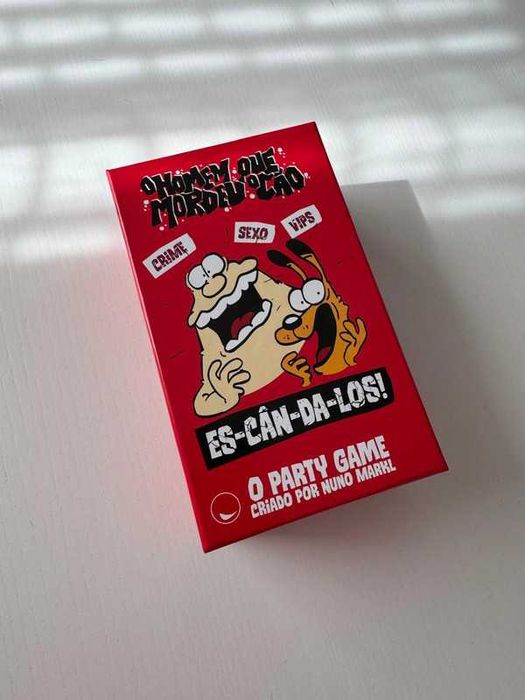 O HOMEM QUE
MORDEU O CÃO
CRIME
SEXO
VIPS
ES-CÂN-DA-LOS!
O PARTY GAME
CRIADO POR NUNO MARKL